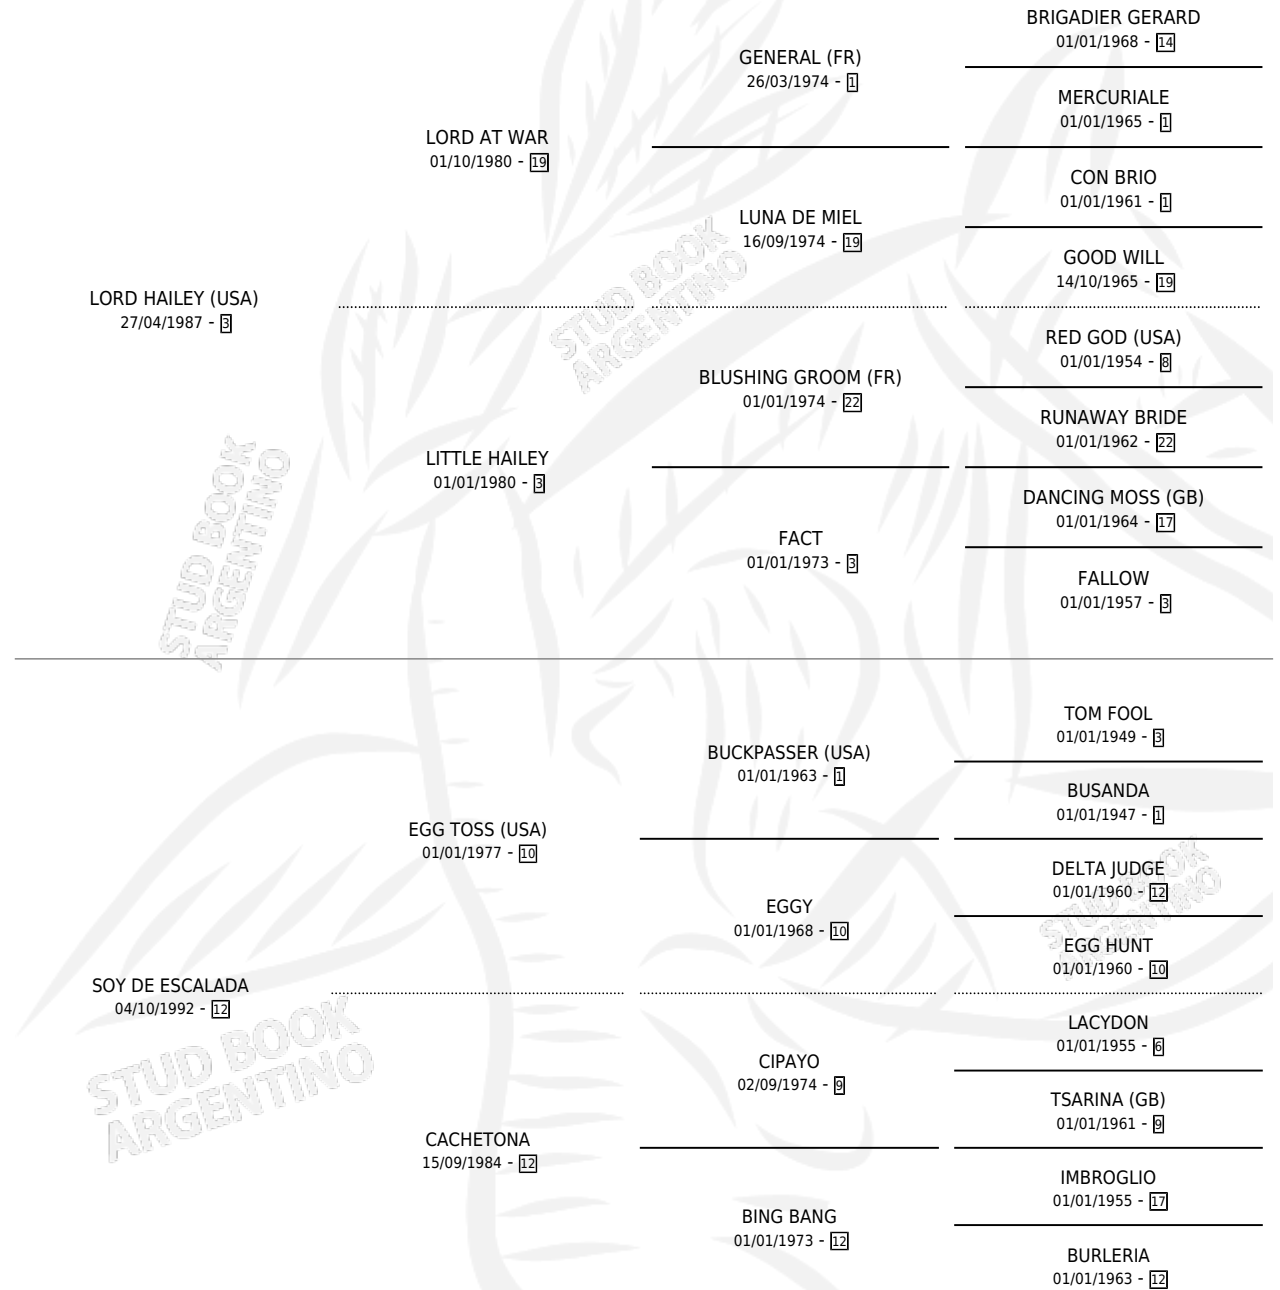 BRIGADIER GERARD
01/01/1968 - 14
GENERAL (FR)
26/03/1974 - 1
MERCURIALE
01/01/1965 - 1
LORD AT WAR
01/10/1980 - 19
CON BRIO
01/01/1961 - 1
LUNA DE MIEL
16/09/1974 - 19
GOOD WILL
14/10/1965 - 19
LORD HAILEY (USA)
27/04/1987 - 3
RED GOD (USA)
01/01/1954 - 8
BLUSHING GROOM (FR)
01/01/1974 - 22
RUNAWAY BRIDE
01/01/1962 - 22
LITTLE HAILEY
01/01/1980 - 3
DANCING MOSS (GB)
01/01/1964 - 17
FACT
01/01/1973 - 3
FALLOW
01/01/1957 - 3
TOM FOOL
01/01/1949 - 3
BUCKPASSER (USA)
01/01/1963 - 1
BUSANDA
01/01/1947 - 1
EGG TOSS (USA)
01/01/1977 - 10
DELTA JUDGE
01/01/1960 - 12
EGGY
01/01/1968 - 10
EGG HUNT
01/01/1960 - 10
SOY DE ESCALADA
04/10/1992 - 12
LACYDON
01/01/1955 - 6
CIPAYO
02/09/1974 - 9
TSARINA (GB)
01/01/1961 - 9
CACHETONA
15/09/1984 - 12
IMBROGLIO
01/01/1955 - 17
BING BANG
01/01/1973 - 12
BURLERIA
01/01/1963 - 12
STUD BOOK
ARGENTINO
STUD BOOK
ARGENTINO
STUD BOOK
ARGENTINO
STUD BOOK
ARGENTINO